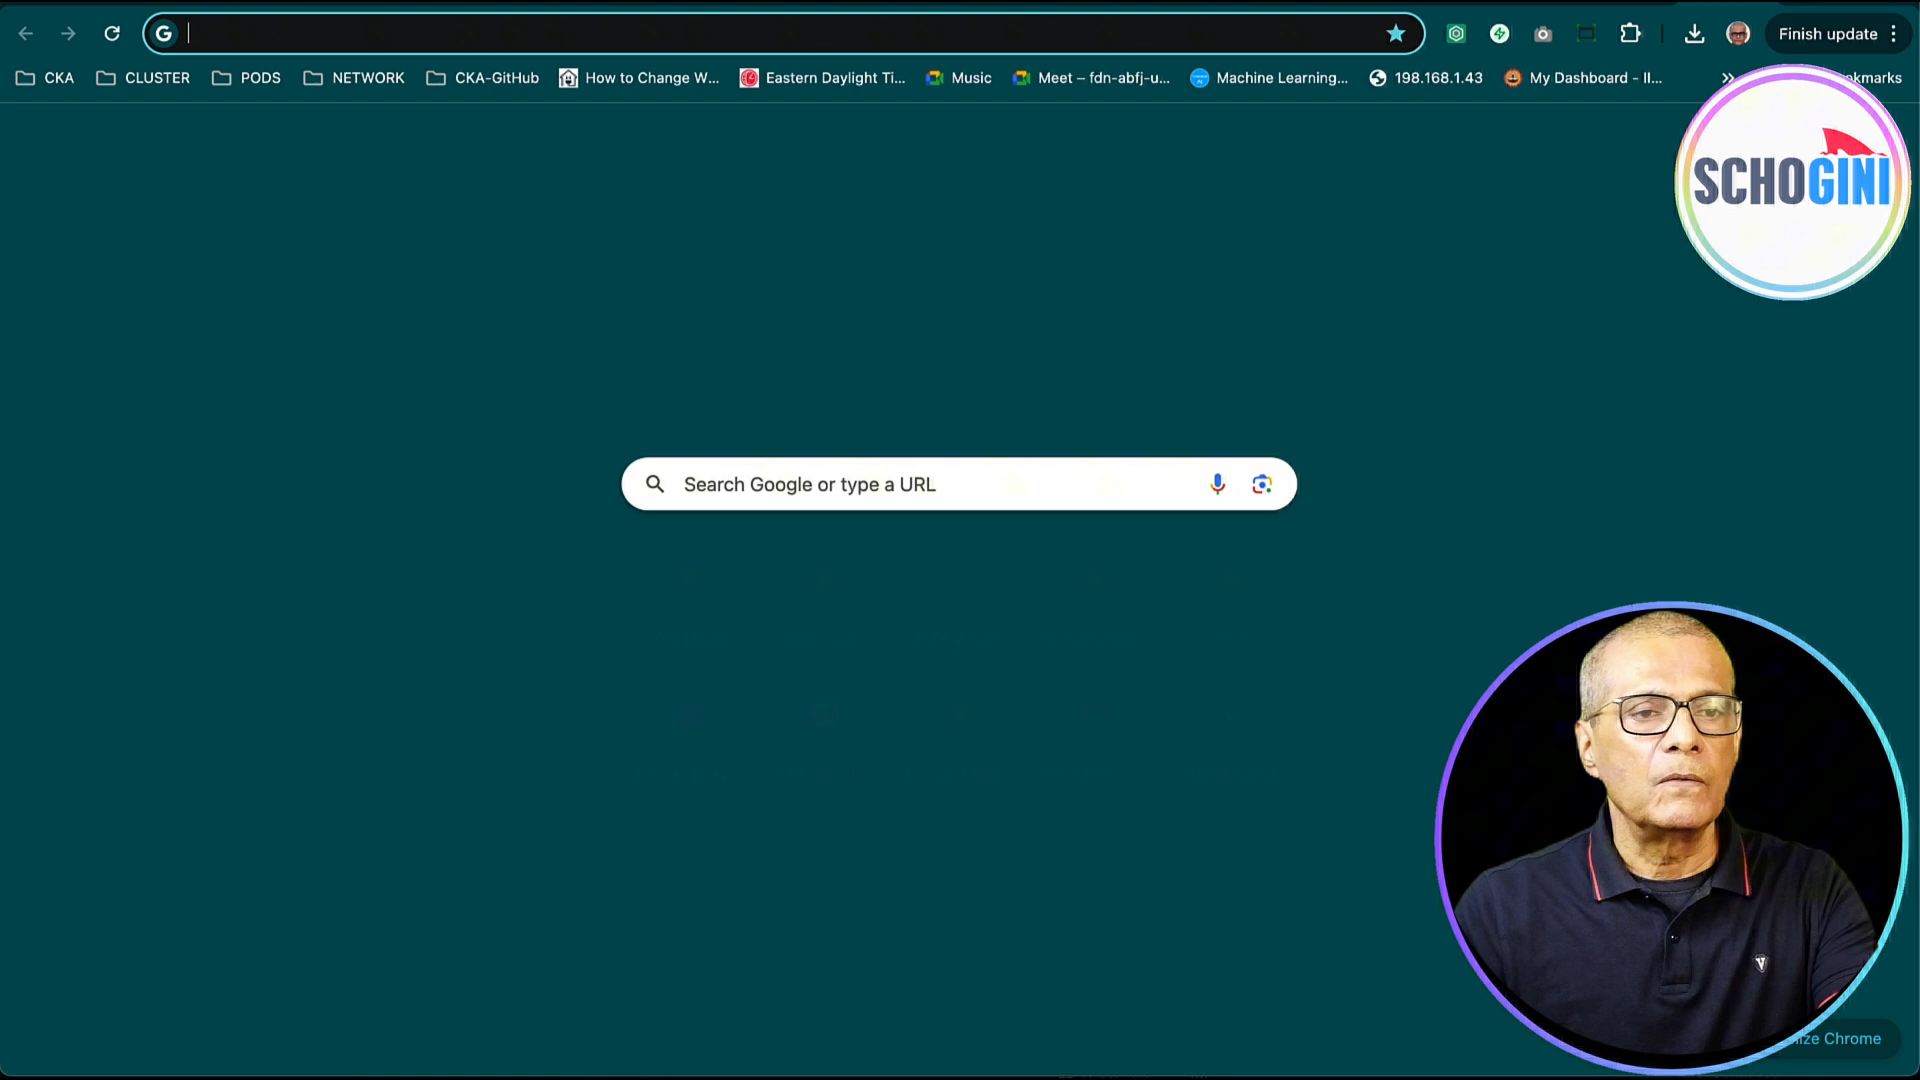 Finish update
CKA CLUSTER PODS NETWORK CKA-GitHub How to Change W... Eastern Daylight Ti... Music Meet – fdn-abfj-u... Machine Learning... 198.168.1.43 My Dashboard - II... »
SCHOGINI
Search Google or type a URL
Chrome